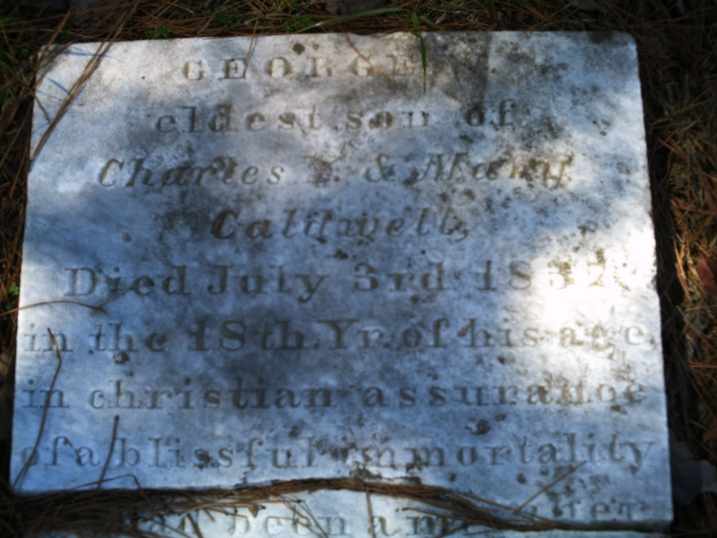 GEORGE
eldest son of
Charles & Mary
Caldwell,
Died July 3rd
in the 18th Yr. of his age,
in christian assurance
of a blissful immortality
been a